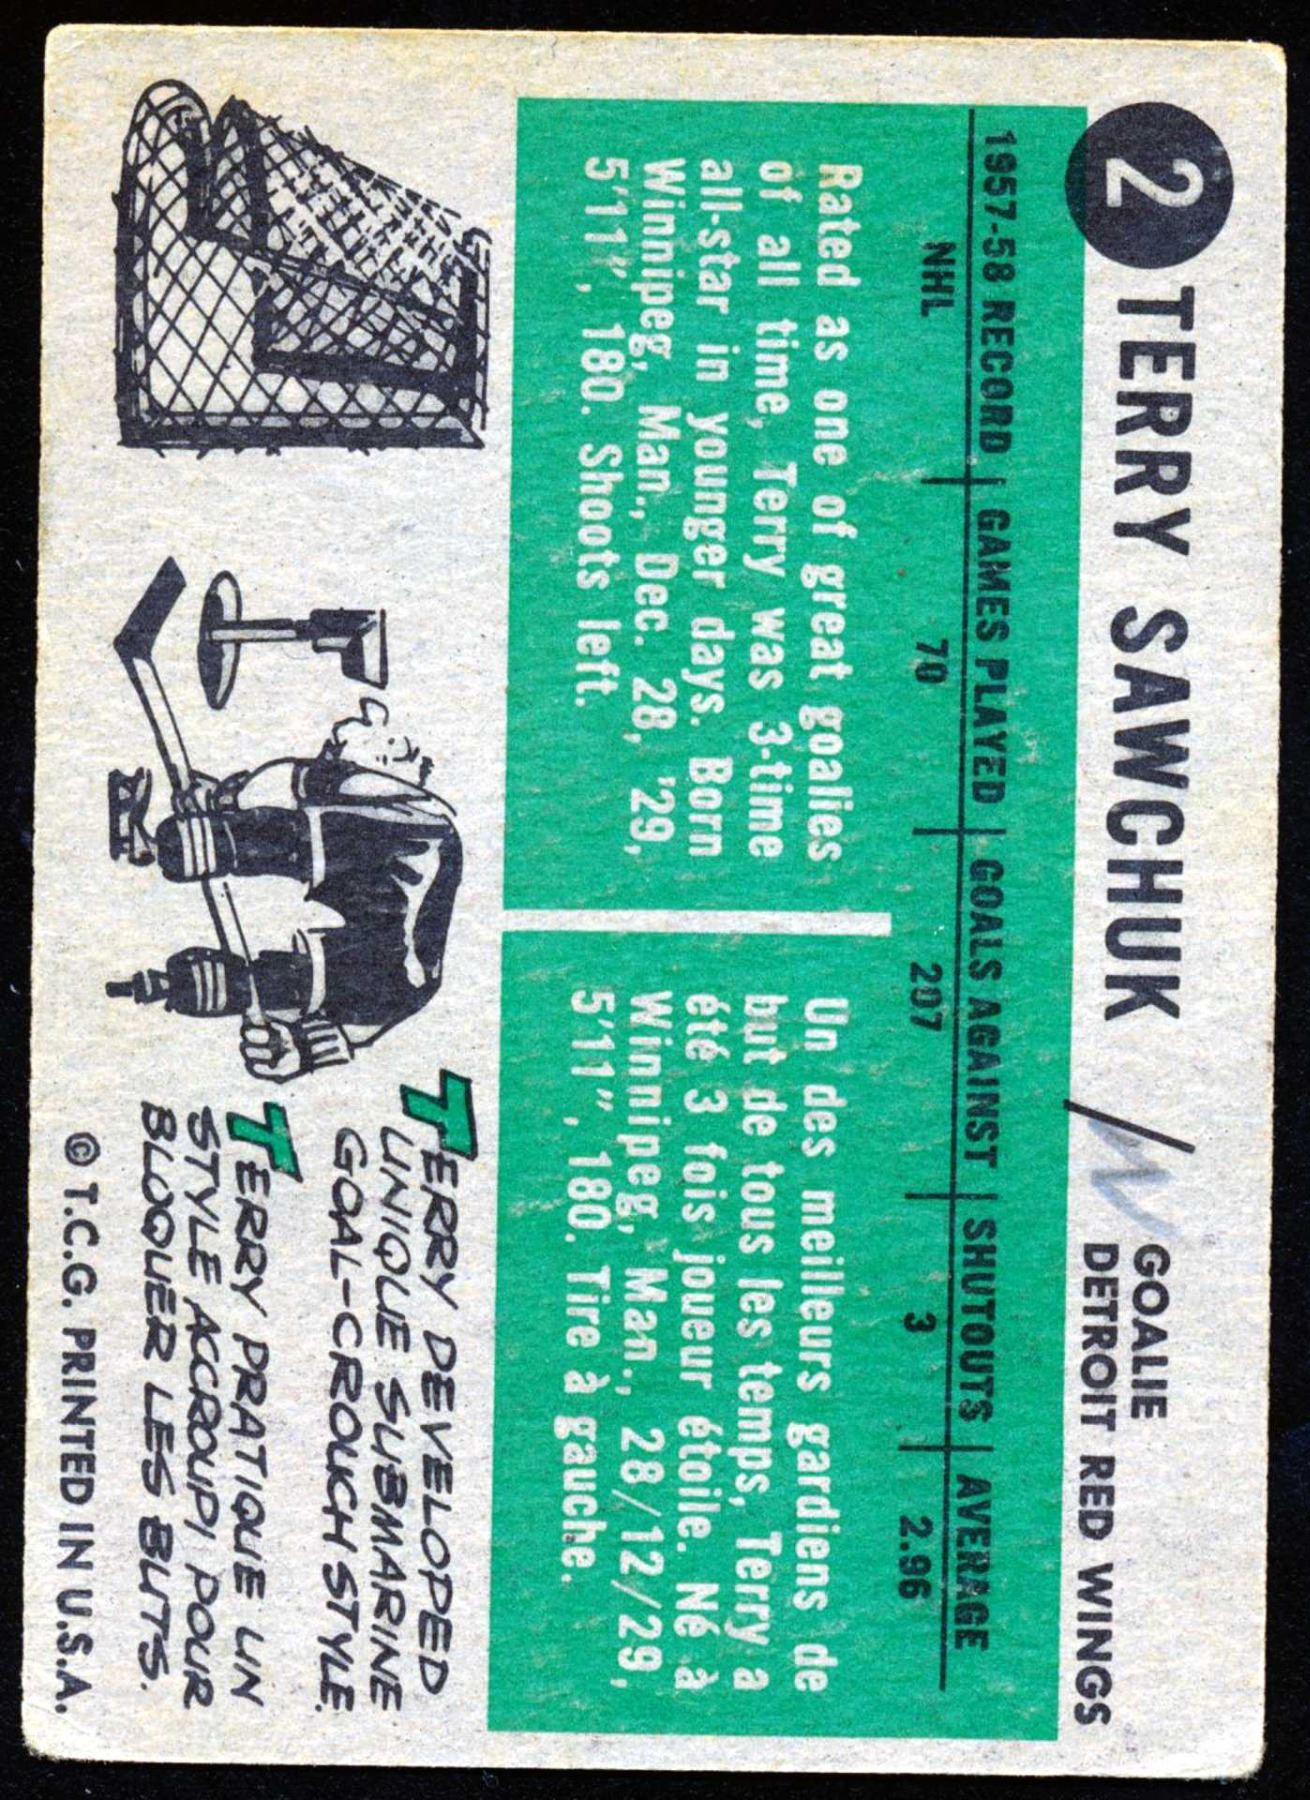 2 TERRY SAWCHUK / GOALIE
DETROIT RED WINGS
1957-58 RECORD | GAMES PLAYED | GOALS AGAINST | SHUTOUTS | AVERAGE
NHL 70 207 3 2.96
Rated as one of great goalies
of all time, Terry was 3-time
all-star in younger days. Born
Winnipeg, Man., Dec. 28, '29,
5'11", 180. Shoots left.
Un des meilleurs gardiens de
but de tous les temps, Terry a
été 3 fois joueur étoile. Né à
Winnipeg, Man., 28/12/29,
5'11", 180. Tire à gauche.
TERRY DEVELOPED
UNIQUE SUBMARINE
GOAL-CROUCH STYLE.
TERRY PRATIQUE UN
STYLE ACCROUPI POUR
BLOQUER LES BUTS.
© T.C.G. PRINTED IN U.S.A.